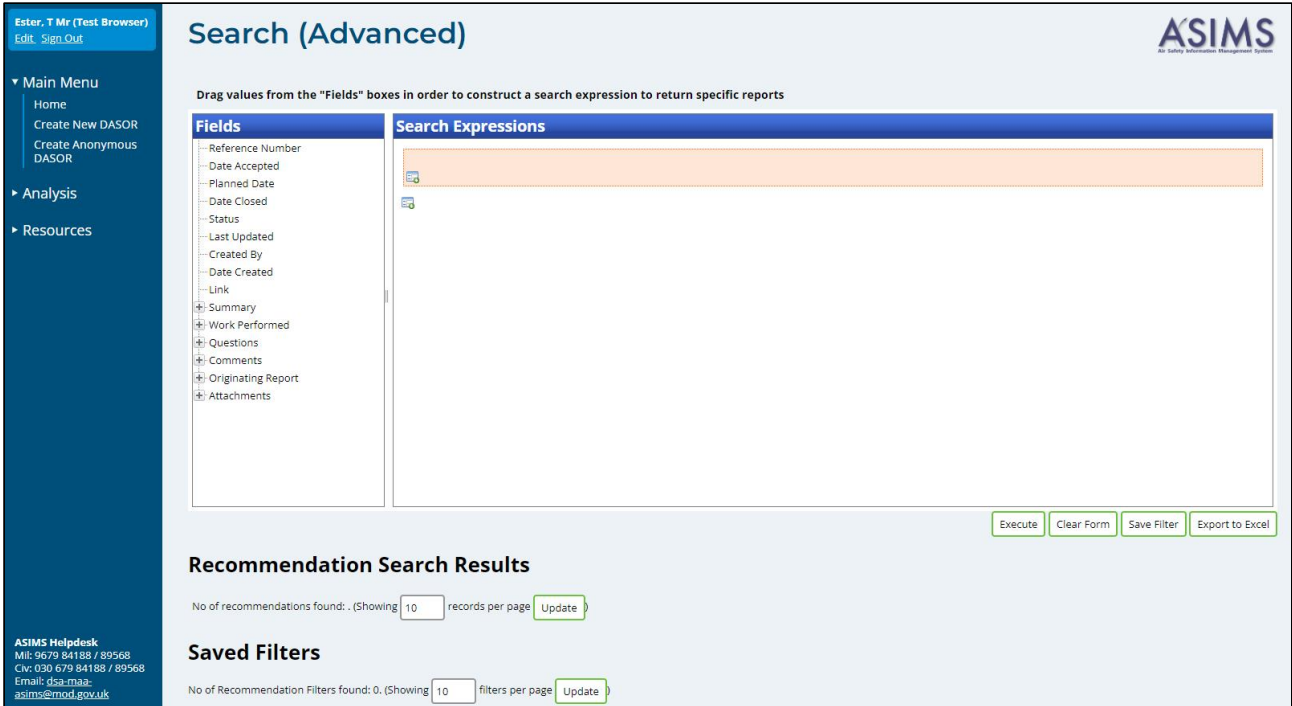 Ester, T Mr (Test Browser)
Edit Sign Out
Main Menu
Home
Create New DASOR
Create Anonymous
DASOR
Analysis
Resources
ASIMS Helpdesk
Mil: 9679 84188 / 89568
Civ: 030 679 84188 / 89568
Email: dsa-maa-
asims@mod.gov.uk
Search (Advanced)
ASIMS
Air Safety Information Management System
Drag values from the "Fields" boxes in order to construct a search expression to return specific reports
Fields
Reference Number
Date Accepted
Planned Date
Date Closed
Status
Last Updated
Created By
Date Created
Link
Summary
Work Performed
Questions
Comments
Originating Report
Attachments
Search Expressions
Execute Clear Form Save Filter Export to Excel
Recommendation Search Results
No of recommendations found: . (Showing 10 records per page Update )
Saved Filters
No of Recommendation Filters found: 0. (Showing 10 filters per page Update )